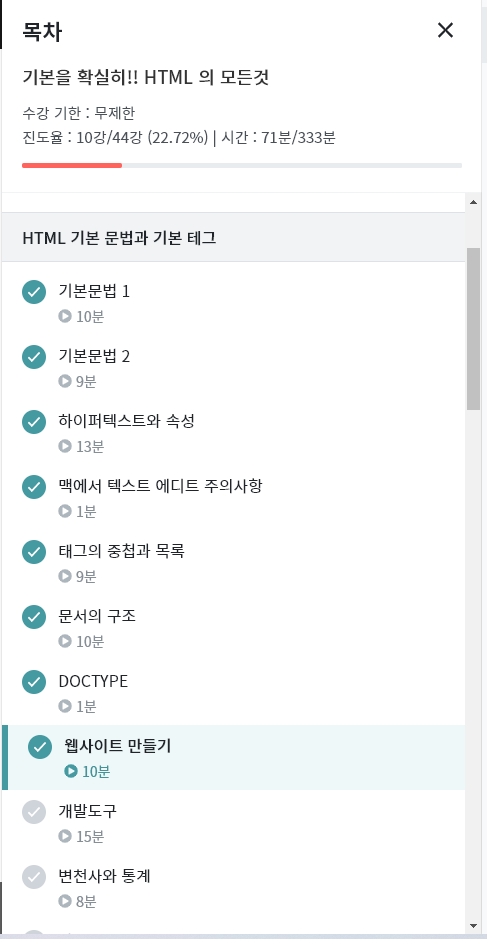 목차
기본을 확실히!! HTML 의 모든것
수강 기한 : 무제한
진도율 : 10강/44강 (22.72%) | 시간 : 71분/333분
HTML 기본 문법과 기본 테그
기본문법 1
10분
기본문법 2
9분
하이퍼텍스트와 속성
13분
맥에서 텍스트 에디트 주의사항
1분
태그의 중첩과 목록
9분
문서의 구조
10분
DOCTYPE
1분
웹사이트 만들기
10분
개발도구
15분
변천사와 통계
8분